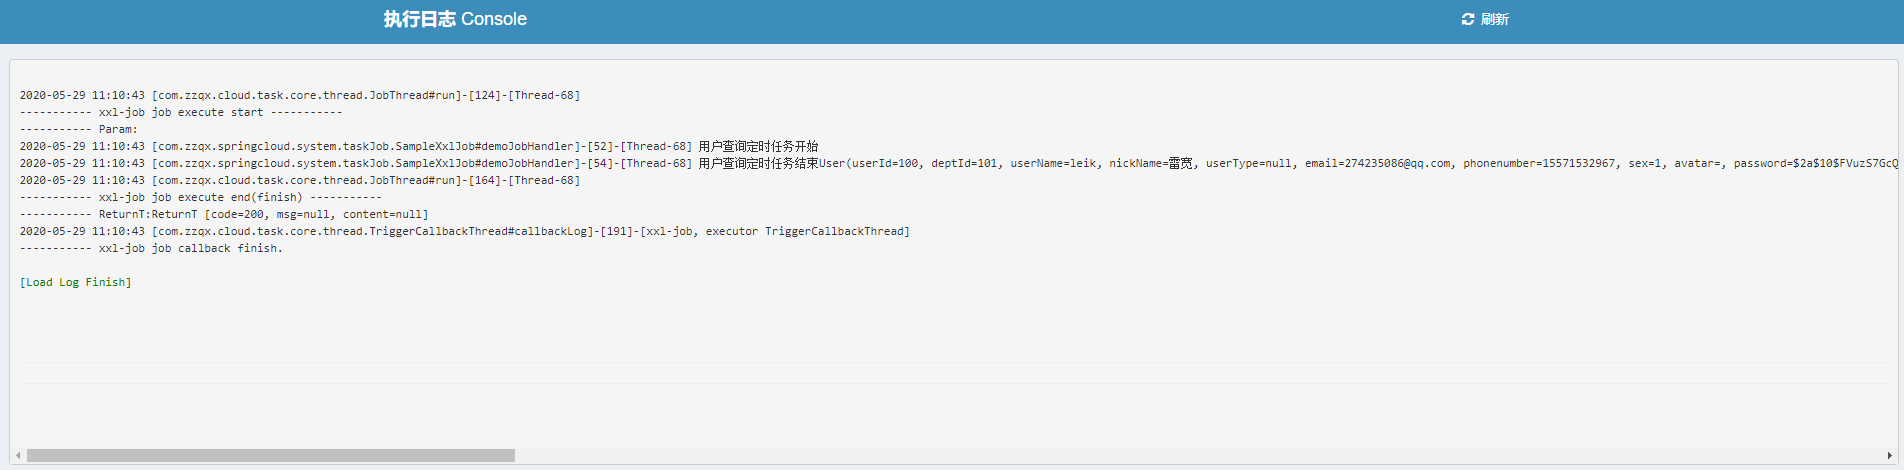 执行日志 Console
刷新
2020-05-29 11:10:43 [com.zzqx.cloud.task.core.thread.JobThread#run]-[124]-[Thread-68]
----------- xxl-job job execute start -----------
----------- Param:
2020-05-29 11:10:43 [com.zzqx.springcloud.system.taskJob.SampleXxlJob#demoJobHandler]-[52]-[Thread-68] 用户查询定时任务开始
2020-05-29 11:10:43 [com.zzqx.springcloud.system.taskJob.SampleXxlJob#demoJobHandler]-[54]-[Thread-68] 用户查询定时任务结束User(userId=100, deptId=101, userName=leik, nickName=雷宽, userType=null, email=274235086@qq.com, phonenumber=15571532967, sex=1, avatar=, password=$2a$10$FVuzS7GcQ
2020-05-29 11:10:43 [com.zzqx.cloud.task.core.thread.JobThread#run]-[164]-[Thread-68]
----------- xxl-job job execute end(finish) -----------
----------- ReturnT:ReturnT [code=200, msg=null, content=null]
2020-05-29 11:10:43 [com.zzqx.cloud.task.core.thread.TriggerCallbackThread#callbackLog]-[191]-[xxl-job, executor TriggerCallbackThread]
----------- xxl-job job callback finish.
[Load Log Finish]